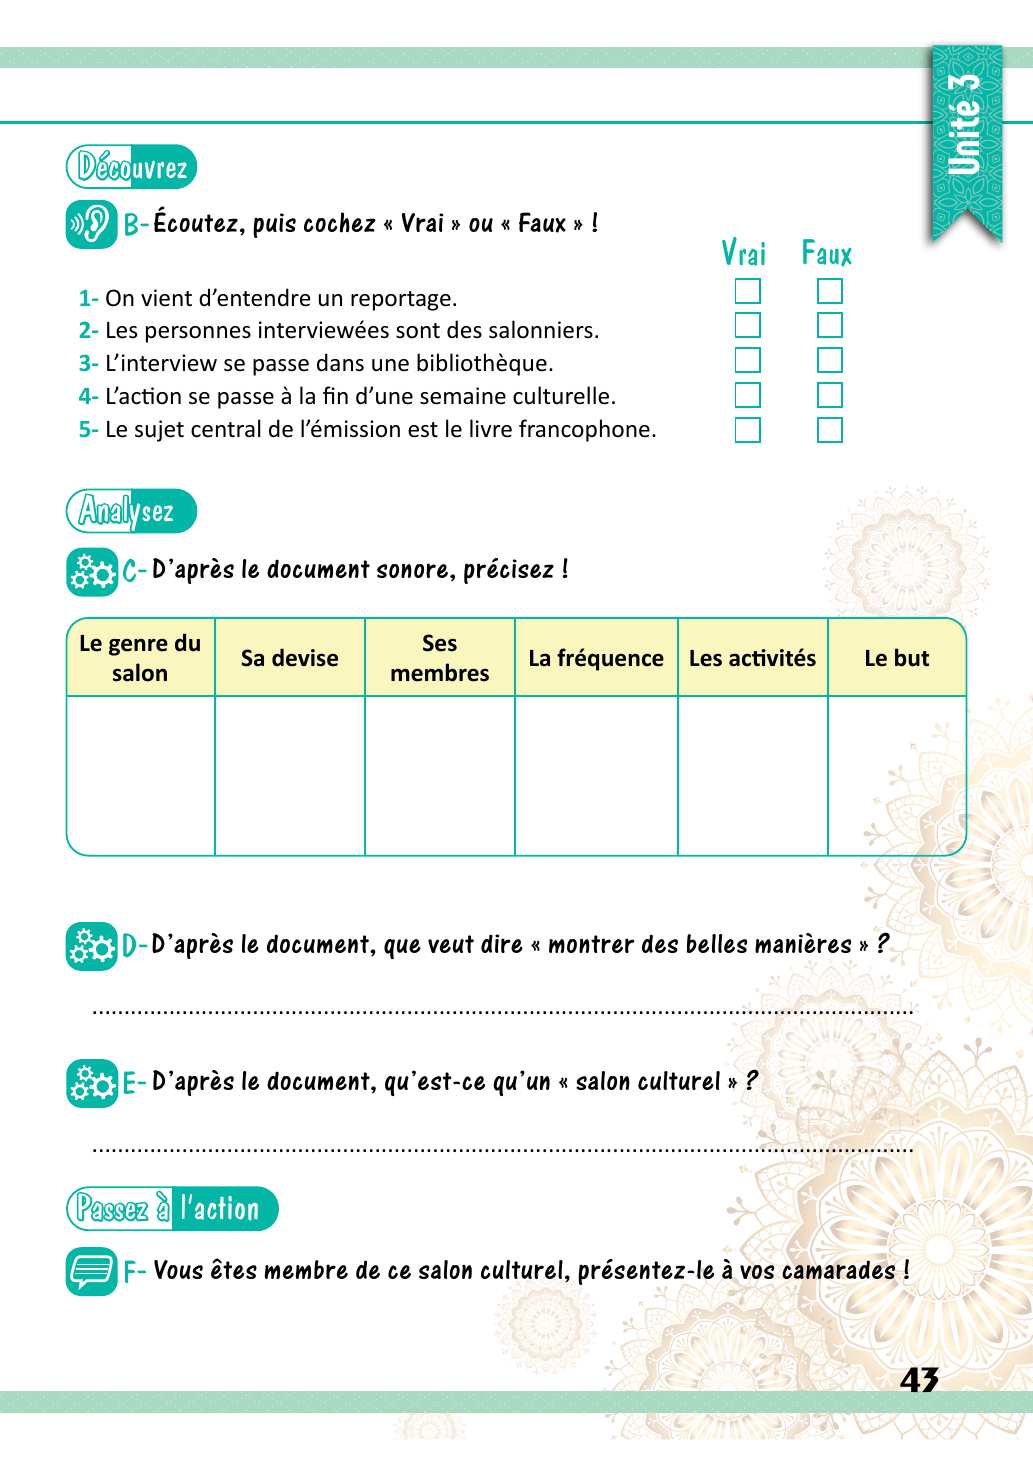 Unité 3
Découvrez
B- Écoutez, puis cochez « Vrai » ou « Faux » !
Vrai Faux
1- On vient d’entendre un reportage.
2- Les personnes interviewées sont des salonniers.
3- L’interview se passe dans une bibliothèque.
4- L’action se passe à la fin d’une semaine culturelle.
5- Le sujet central de l’émission est le livre francophone.
Analysez
C- D’après le document sonore, précisez !
Le genre du salon
Sa devise
Ses membres
La fréquence
Les activités
Le but
D- D’après le document, que veut dire « montrer des belles manières » ?
E- D’après le document, qu’est-ce qu’un « salon culturel » ?
Passez à l’action
F- Vous êtes membre de ce salon culturel, présentez-le à vos camarades !
43